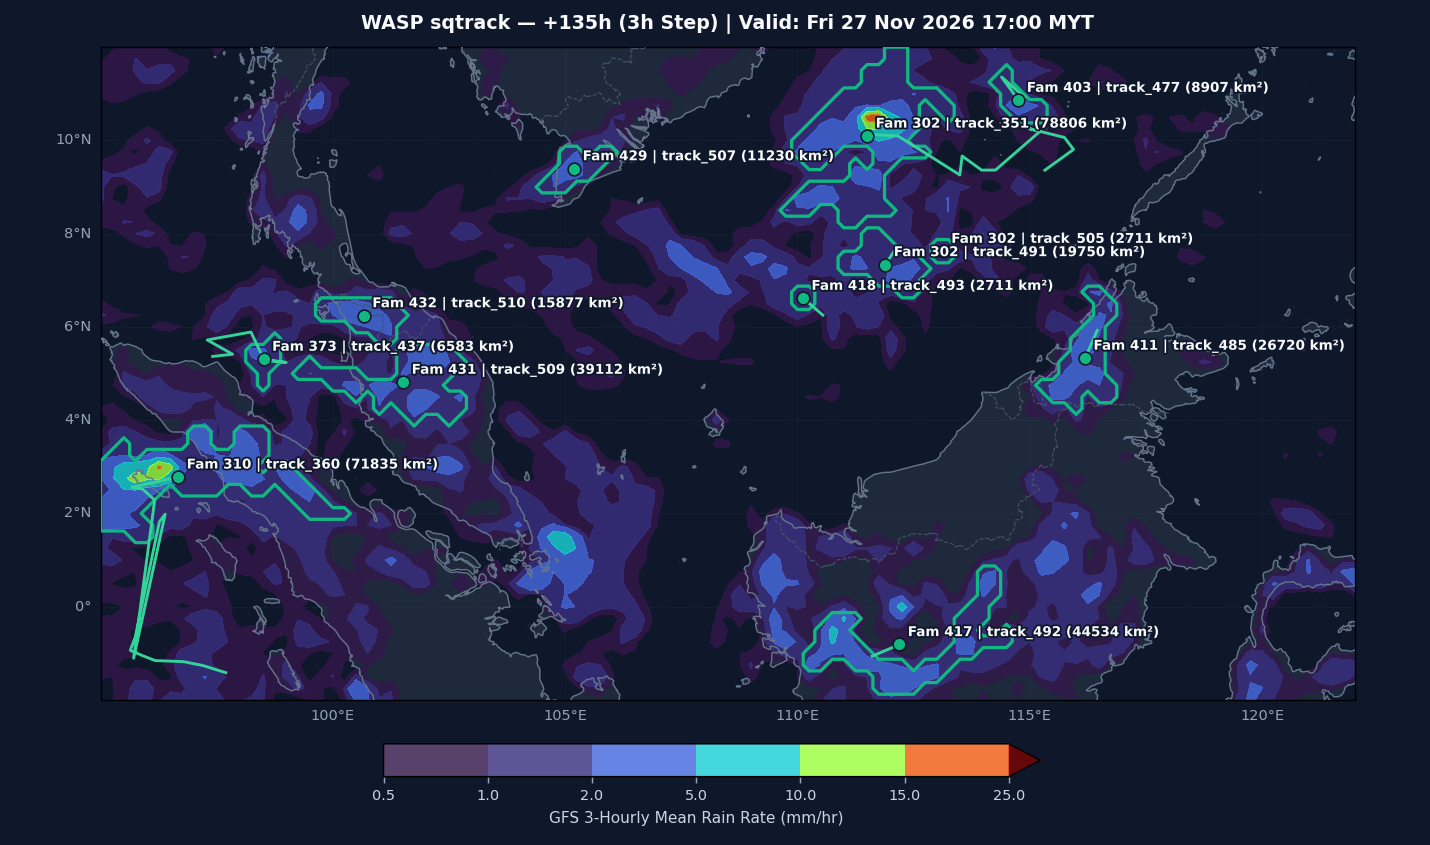 WASP sqtrack — +135h (3h Step) | Valid: Fri 27 Nov 2026 17:00 MYT
Fam 403 | track_477 (8907 km²)
Fam 302 | track_351 (78806 km²)
10°N
Fam 429 | track_507 (11230 km²)
8°N
Fam 302 | track_505 (2711 km²)
Fam 302 | track_491 (19750 km²)
Fam 418 | track_493 (2711 km²)
Fam 432 | track_510 (15877 km²)
6°N
Fam 373 | track_437 (6583 km²)
Fam 411 | track_485 (26720 km²)
Fam 431 | track_509 (39112 km²)
4°N
Fam 310 | track_360 (71835 km²)
2°N
0°
Fam 417 | track_492 (44534 km²)
100°E 105°E 110°E 115°E 120°E
0.5 1.0 2.0 5.0 10.0 15.0 25.0
GFS 3-Hourly Mean Rain Rate (mm/hr)